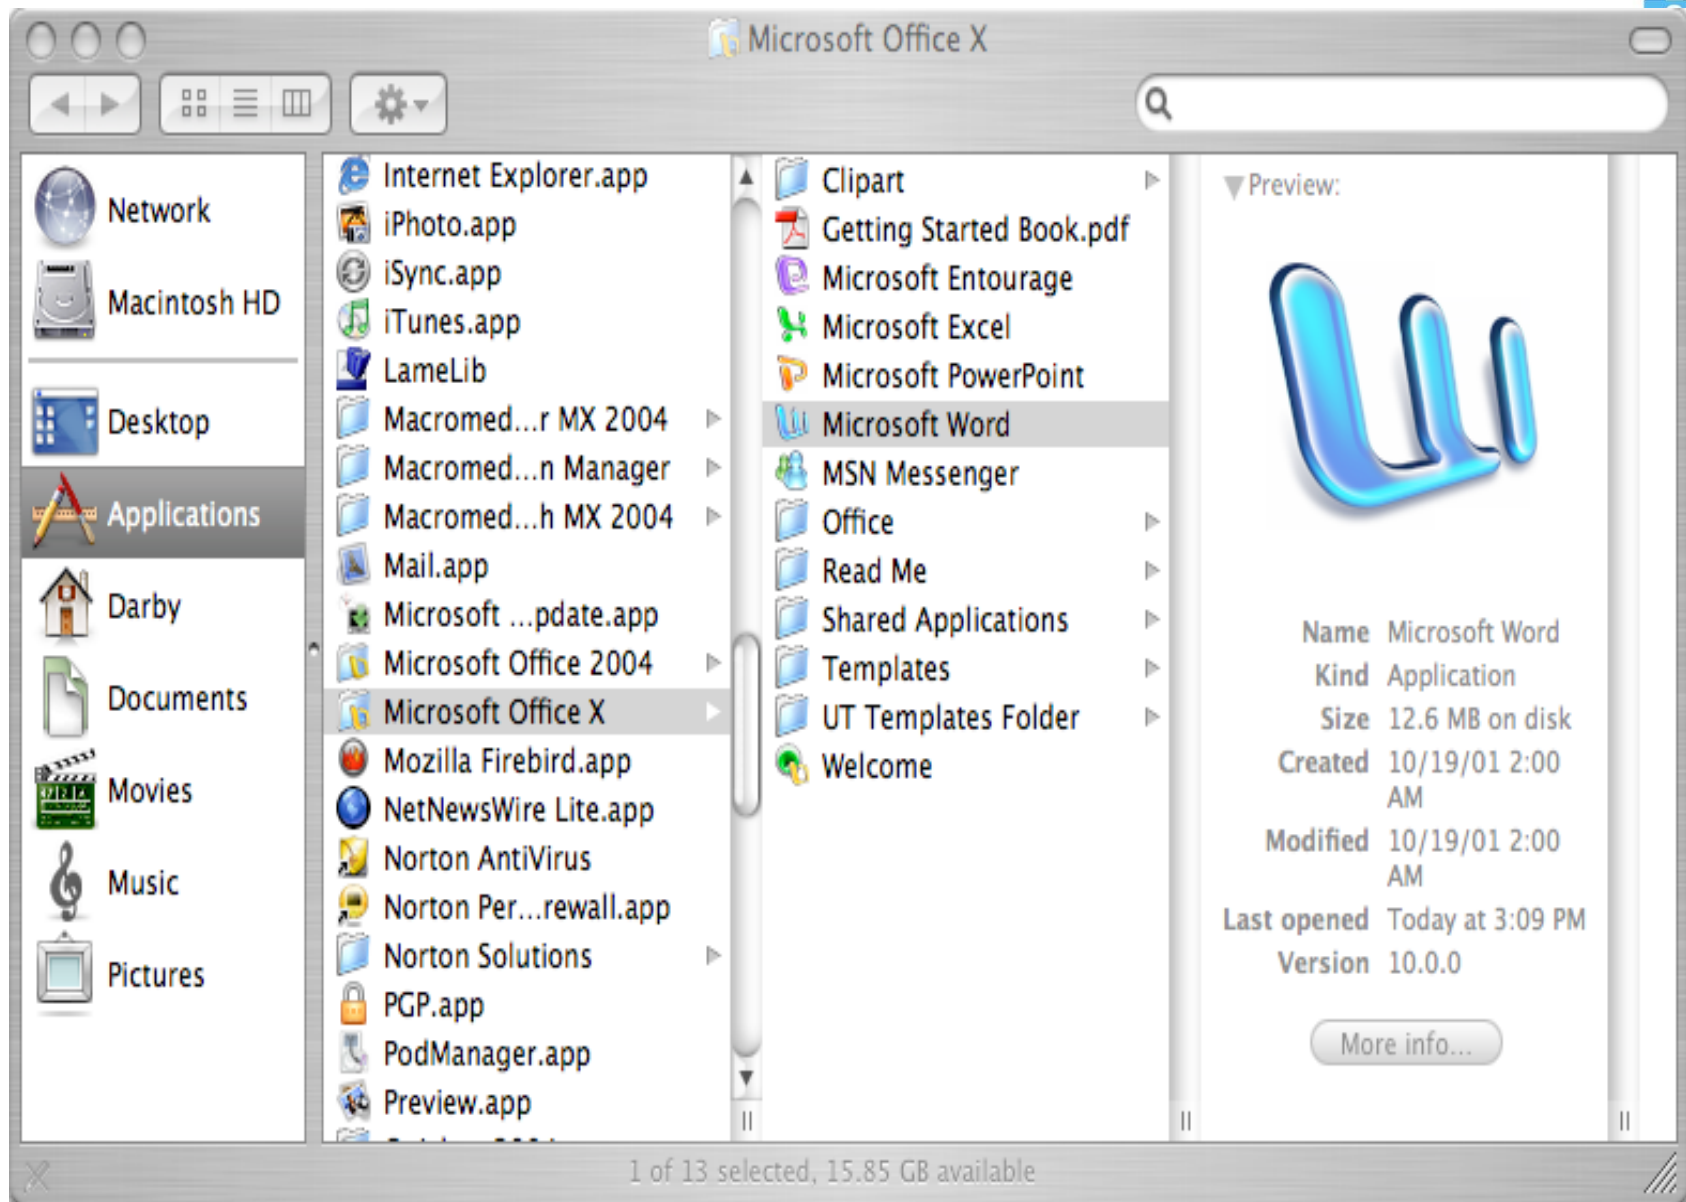 Microsoft Office X
Network
Macintosh HD
Desktop
Applications
Darby
Documents
Movies
Music
Pictures
Internet Explorer.app
iPhoto.app
iSync.app
iTunes.app
LameLib
Macromed...r MX 2004
Macromed...n Manager
Macromed...h MX 2004
Mail.app
Microsoft ...pdate.app
Microsoft Office 2004
Microsoft Office X
Mozilla Firebird.app
NetNewsWire Lite.app
Norton AntiVirus
Norton Per...rewall.app
Norton Solutions
PGP.app
PodManager.app
Preview.app
Clipart
Getting Started Book.pdf
Microsoft Entourage
Microsoft Excel
Microsoft PowerPoint
Microsoft Word
MSN Messenger
Office
Read Me
Shared Applications
Templates
UT Templates Folder
Welcome
Preview:
Name Microsoft Word
Kind Application
Size 12.6 MB on disk
Created 10/19/01 2:00
AM
Modified 10/19/01 2:00
AM
Last opened Today at 3:09 PM
Version 10.0.0
More info...
1 of 13 selected, 15.85 GB available